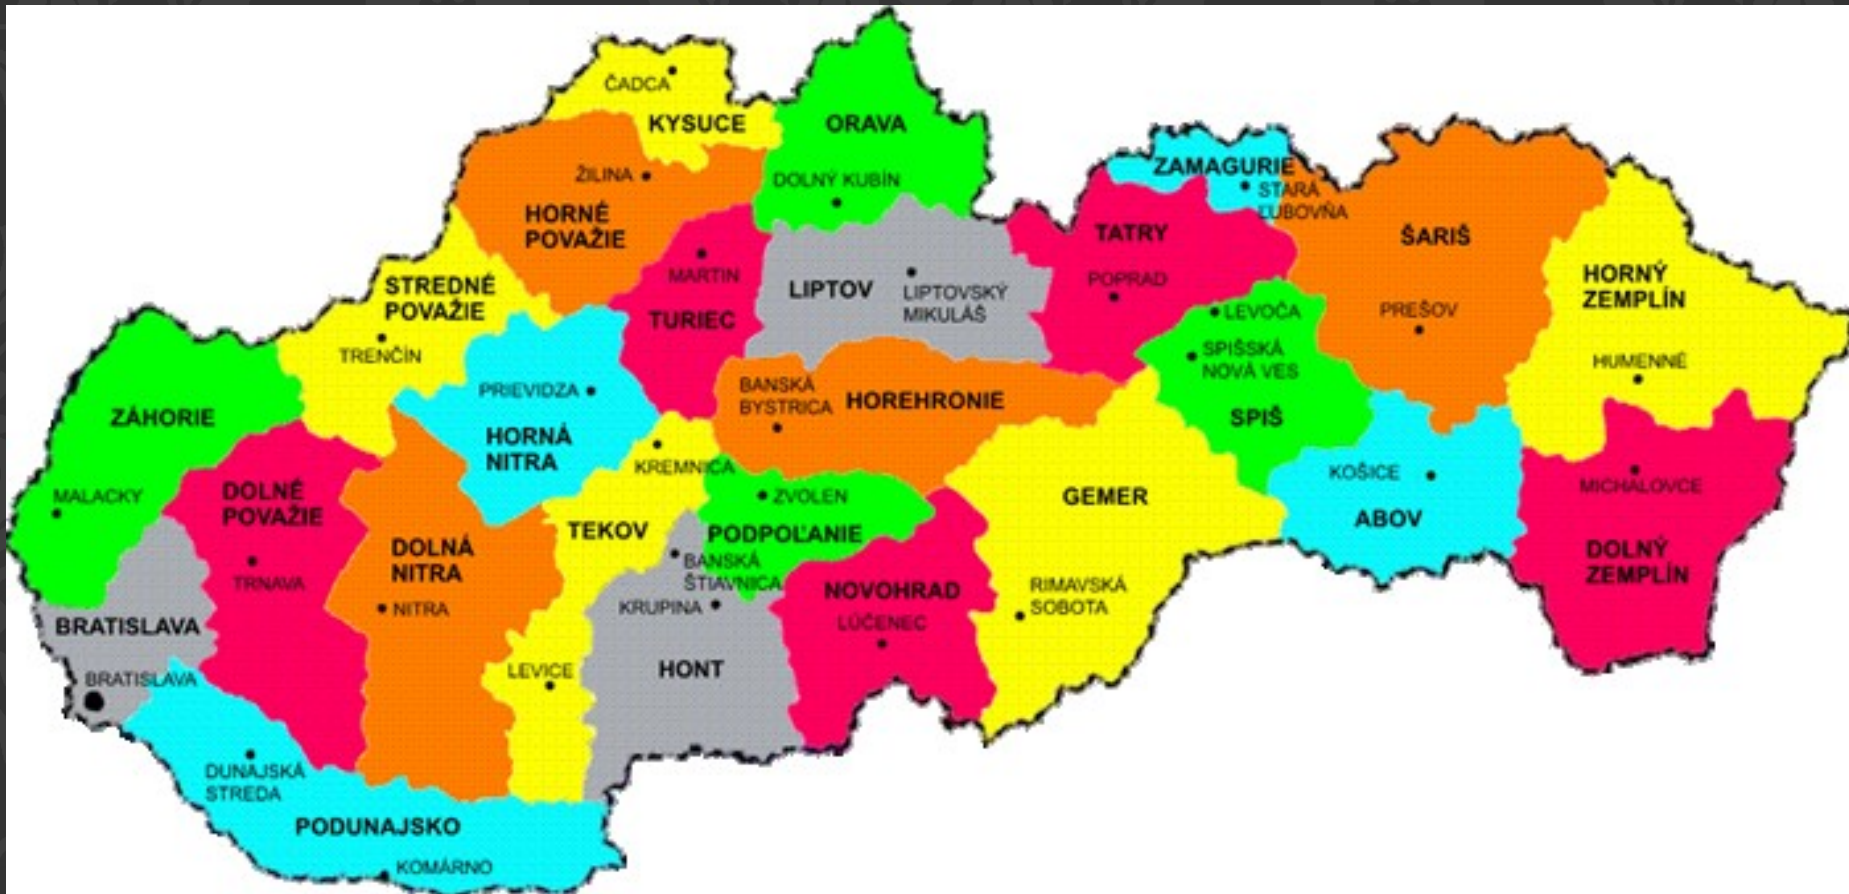 ČADCA
KYSUCE
ORAVA
ŽILINA
DOLNÝ KUBÍN
ZAMAGURIE
STARÁ
ĽUBOVŇA
HORNÉ
POVAŽIE
MARTIN
TATRY
ŠARIŠ
STREDNÉ
POVAŽIE
LIPTOV
LIPTOVSKÝ
MIKULÁŠ
POPRAD
HORNÝ
ZEMPLÍN
TURIEC
LEVOČA
PREŠOV
TRENČÍN
SPIŠSKÁ
NOVÁ VES
HUMENNÉ
PRIEVIDZA
BANSKÁ
BYSTRICA
HOREHRONIE
SPIŠ
ZÁHORIE
HORNÁ
NITRA
KREMNICA
KOŠICE
MICHALOVCE
MALACKY
DOLNÉ
POVAŽIE
ZVOLEN
GEMER
ABOV
TEKOV
PODPOĽANIE
DOLNÁ
NITRA
BANSKÁ
ŠTIAVNICA
DOLNÝ
ZEMPLÍN
TRNAVA
NOVOHRAD
RIMAVSKÁ
SOBOTA
NITRA
KRUPINA
LÚČENEC
BRATISLAVA
BRATISLAVA
LEVICE
HONT
DUNAJSKÁ
STREDA
PODUNAJSKO
KOMÁRNO